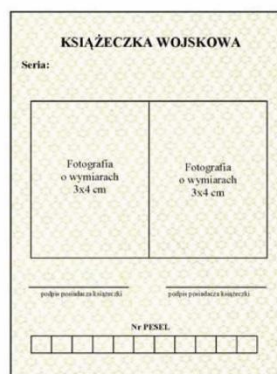 KSIĄŻECZKA WOJSKOWA
Seria:
Fotografia
o wymiarach
3x4 cm
Fotografia
o wymiarach
3x4 cm
podpis posiadacza książeczki
podpis posiadacza książeczki
Nr PESEL